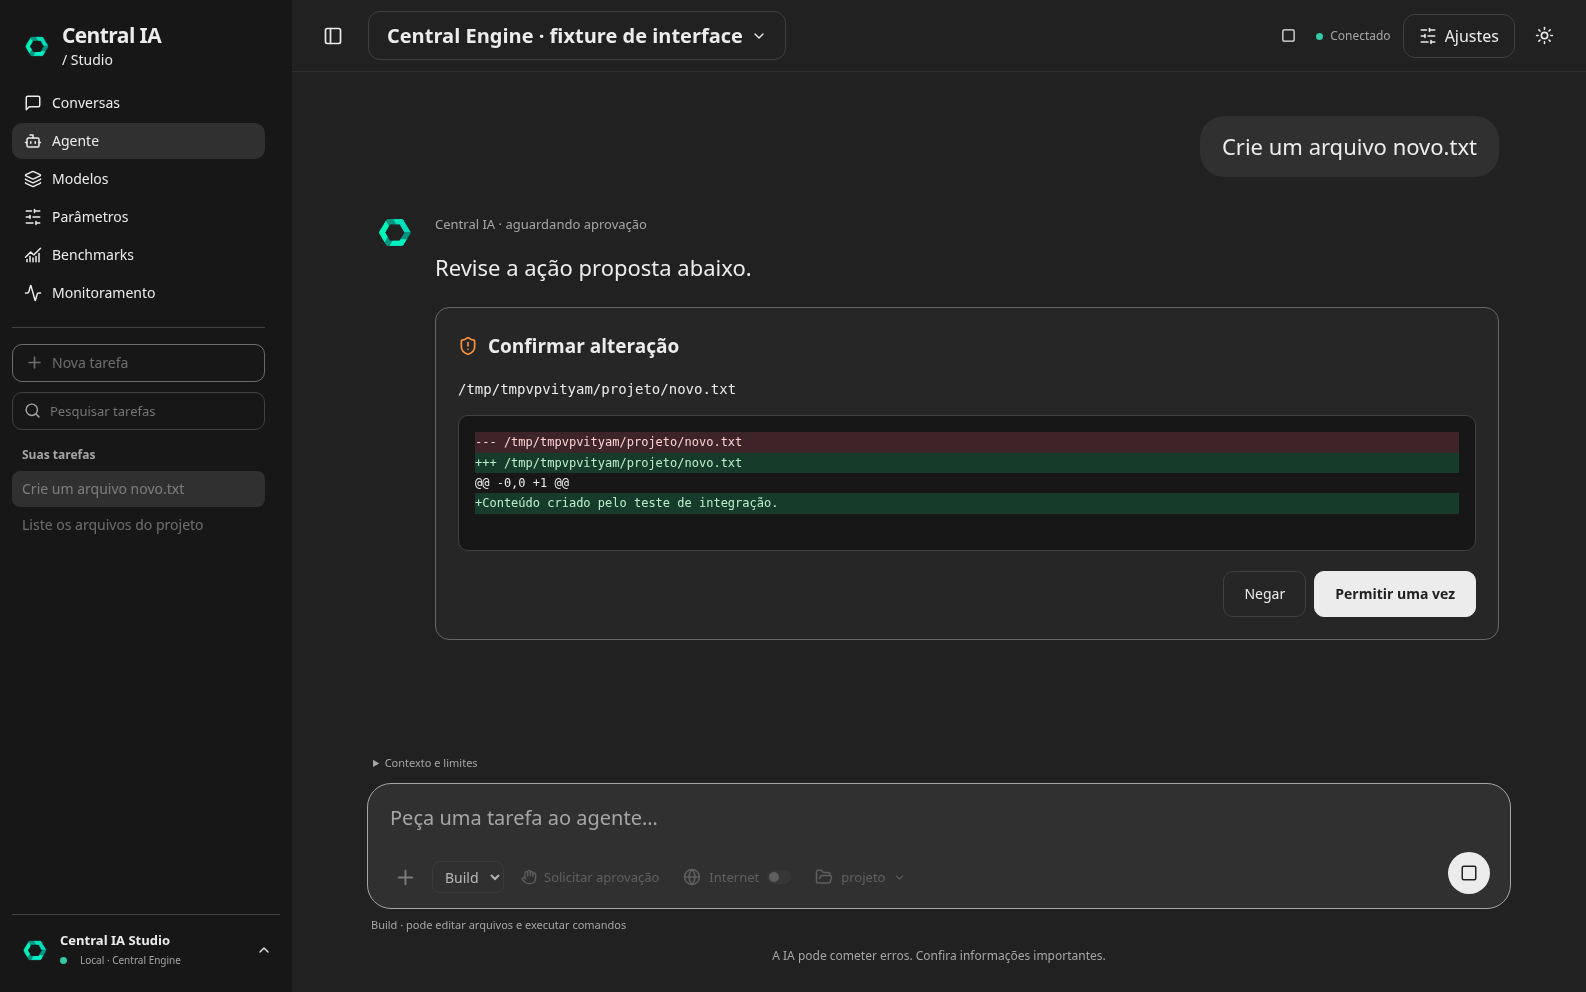 Central IA
/ Studio
Conversas
Agente
Modelos
Parâmetros
Benchmarks
Monitoramento
Nova tarefa
Pesquisar tarefas
Suas tarefas
Crie um arquivo novo.txt
Liste os arquivos do projeto
Central IA Studio
Local · Central Engine
Central Engine · fixture de interface
Conectado
Ajustes
Crie um arquivo novo.txt
Central IA · aguardando aprovação
Revise a ação proposta abaixo.
Confirmar alteração
/tmp/tmpvpvityam/projeto/novo.txt
--- /tmp/tmpvpvityam/projeto/novo.txt
+++ /tmp/tmpvpvityam/projeto/novo.txt
@@ -0,0 +1 @@
+Conteúdo criado pelo teste de integração.
Negar
Permitir uma vez
Contexto e limites
Peça uma tarefa ao agente...
Build
Solicitar aprovação
Internet
projeto
Build · pode editar arquivos e executar comandos
A IA pode cometer erros. Confira informações importantes.